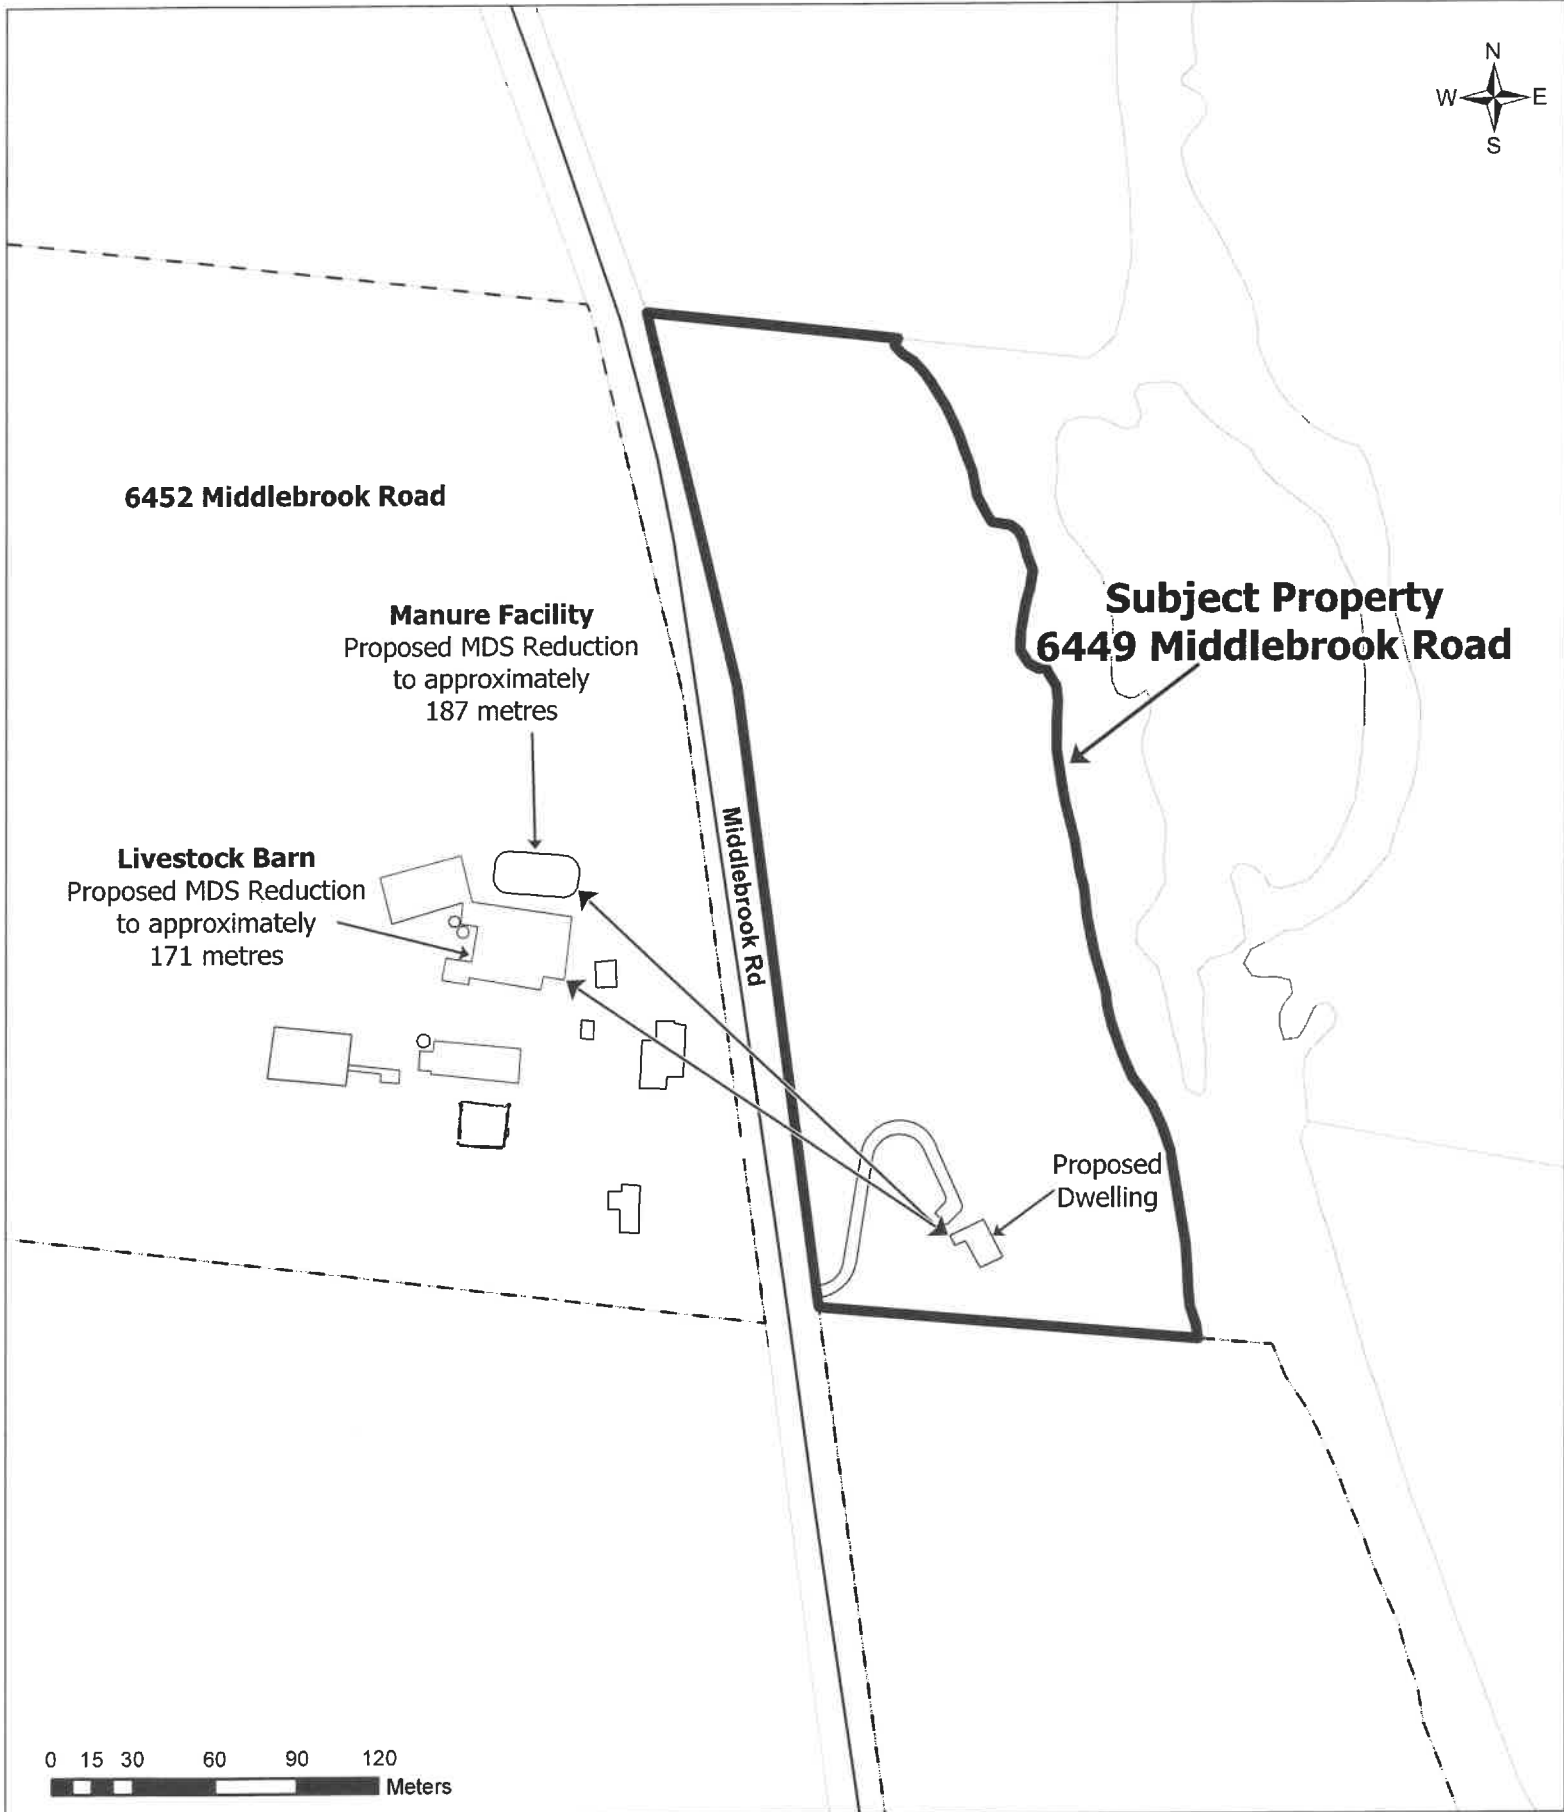 N
W E
S
6452 Middlebrook Road
Manure Facility
Proposed MDS Reduction
to approximately
187 metres
Subject Property
6449 Middlebrook Road
Livestock Barn
Proposed MDS Reduction
to approximately
171 metres
Middlebrook Rd
Proposed
Dwelling
0 15 30 60 90 120
Meters